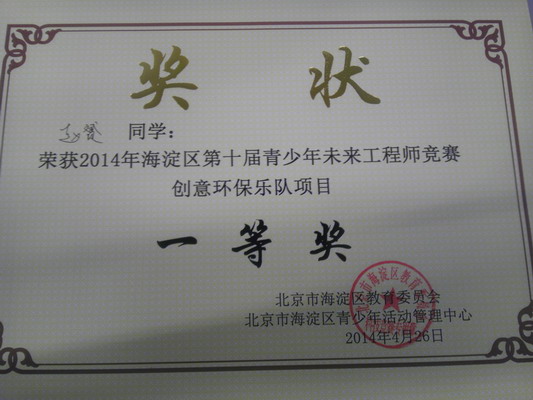 奖 状
同学：
荣获2014年海淀区第十届青少年未来工程师竞赛
创意环保乐队项目
一等奖
北京市海淀区教育委员会
北京市海淀区青少年活动管理中心
2014年4月26日